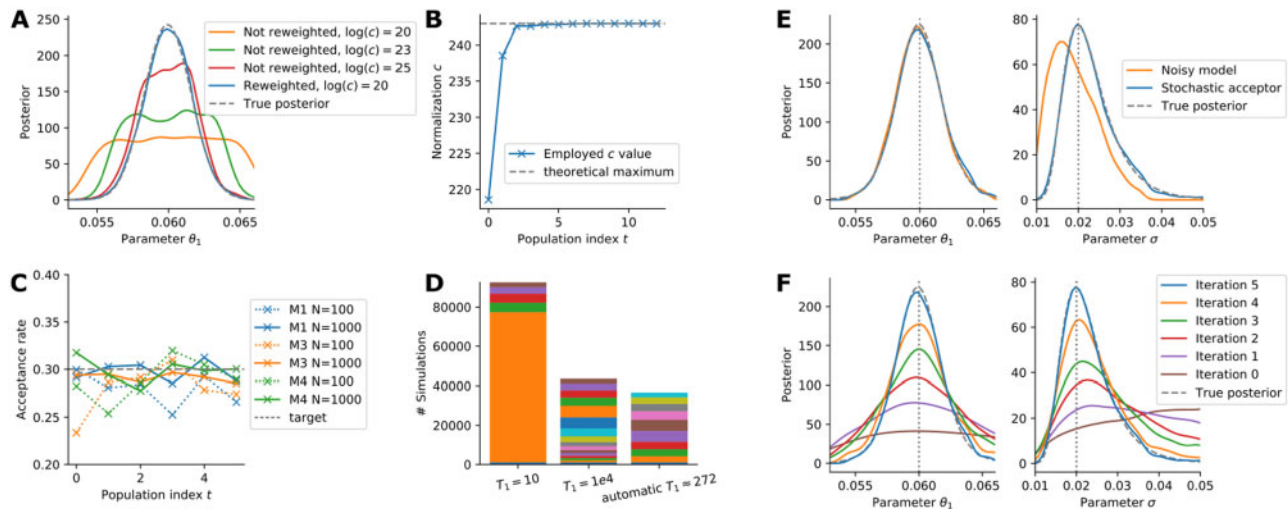 A
Posterior
250
200
150
100
50
0
0.055
0.060
0.065
Parameter θ₁
Not reweighted, log(c) = 20
Not reweighted, log(c) = 23
Not reweighted, log(c) = 25
Reweighted, log(c) = 20
True posterior
B
Normalization c
240
235
230
225
220
0
5
10
Population index t
Employed c value
theoretical maximum
E
Posterior
200
150
100
50
0
0.055
0.060
0.065
Parameter θ₁
80
60
40
20
0
0.01
0.02
0.03
0.04
0.05
Parameter σ
Noisy model
Stochastic acceptor
True posterior
C
Acceptance rate
0.40
0.35
0.30
0.25
0.20
0
2
4
Population index t
M1 N=100
M1 N=1000
M3 N=100
M3 N=1000
M4 N=100
M4 N=1000
target
D
# Simulations
80000
60000
40000
20000
0
T₁ = 10
T₁ = 1e4
automatic T₁ ≈ 272
F
Posterior
200
150
100
50
0
0.055
0.060
0.065
Parameter θ₁
80
60
40
20
0
0.01
0.02
0.03
0.04
0.05
Parameter σ
Iteration 5
Iteration 4
Iteration 3
Iteration 2
Iteration 1
Iteration 0
True posterior